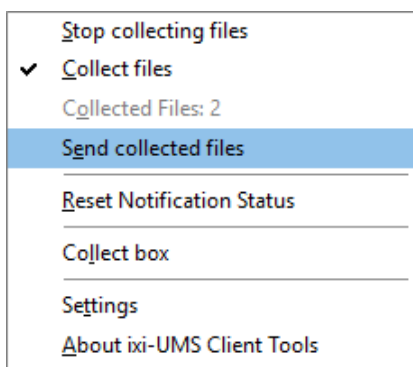 Stop collecting files
Collect files
Collected Files: 2
Send collected files
Reset Notification Status
Collect box
Settings
About ixi-UMS Client Tools